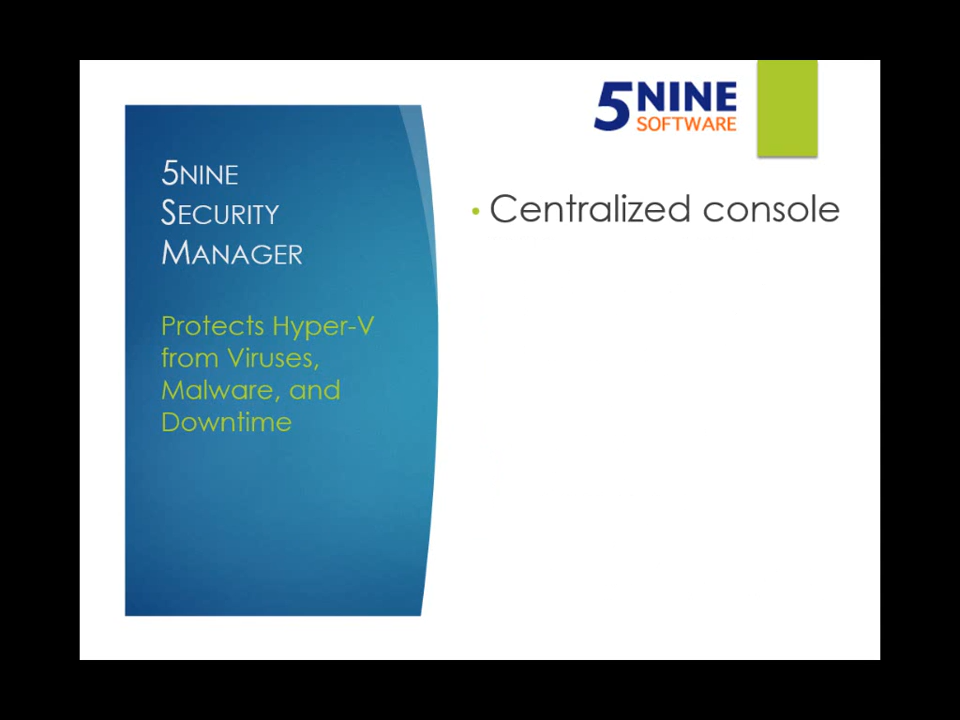 5NINE
SOFTWARE
5NINE
SECURITY
MANAGER
Protects Hyper-V
from Viruses,
Malware, and
Downtime
• Centralized console